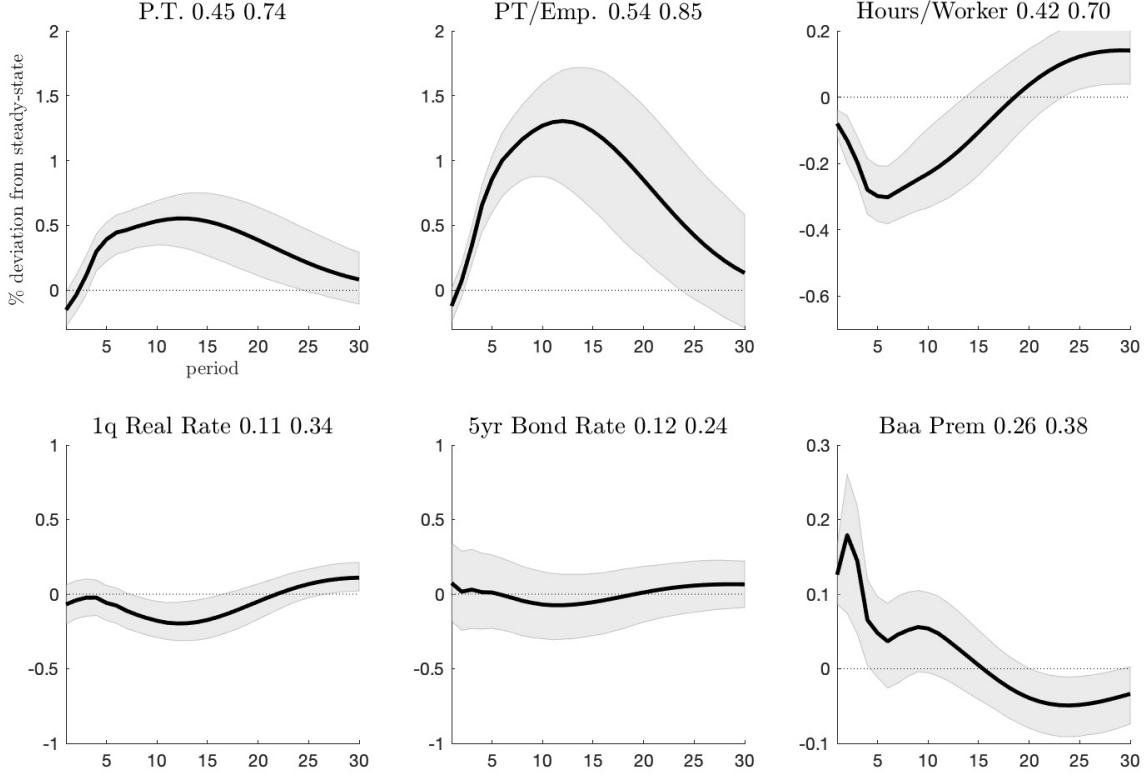 P.T. 0.45 0.74
% deviation from steady-state
2
1.5
1
0.5
0
5 10 15 20 25 30
period
PT/Emp. 0.54 0.85
2
1.5
1
0.5
0
5 10 15 20 25 30
Hours/Worker 0.42 0.70
0.2
0
-0.2
-0.4
-0.6
5 10 15 20 25 30
1q Real Rate 0.11 0.34
1
0.5
0
-0.5
-1
5 10 15 20 25 30
5yr Bond Rate 0.12 0.24
1
0.5
0
-0.5
-1
5 10 15 20 25 30
Baa Prem 0.26 0.38
0.3
0.2
0.1
0
-0.1
5 10 15 20 25 30